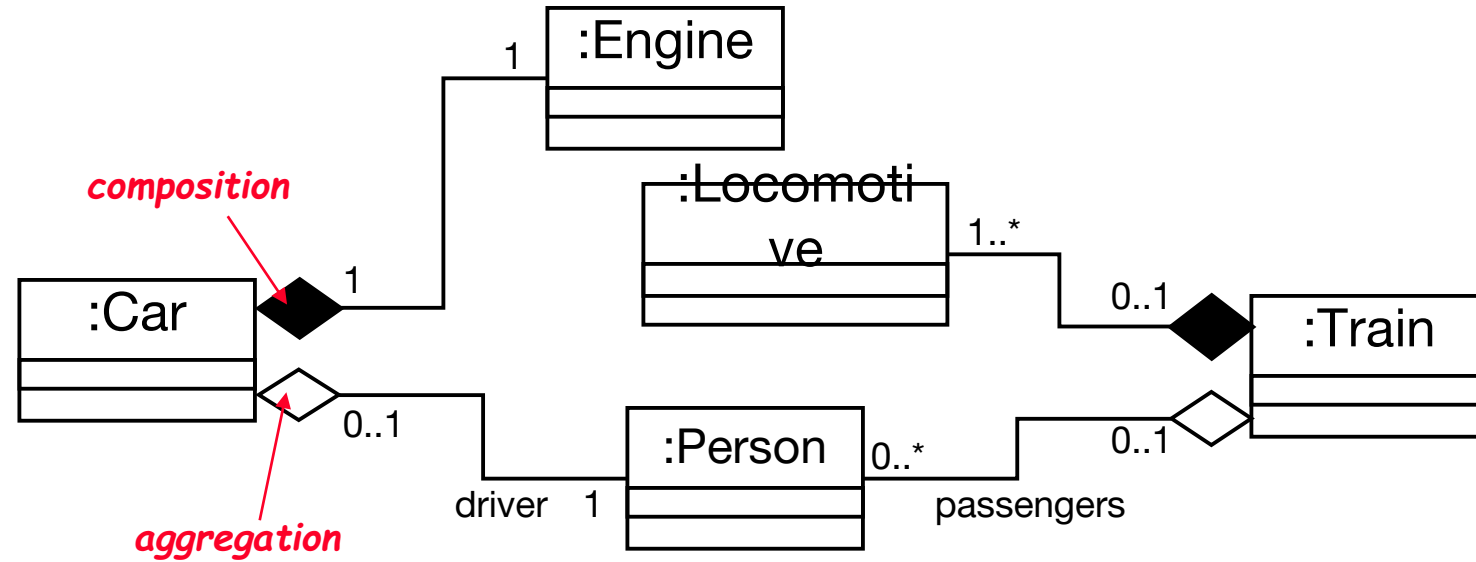 :Engine
1
composition
:Locomoti
ve
1..*
1
0..1
:Car
:Train
0..1
0..1
:Person
0..*
driver
1
passengers
aggregation